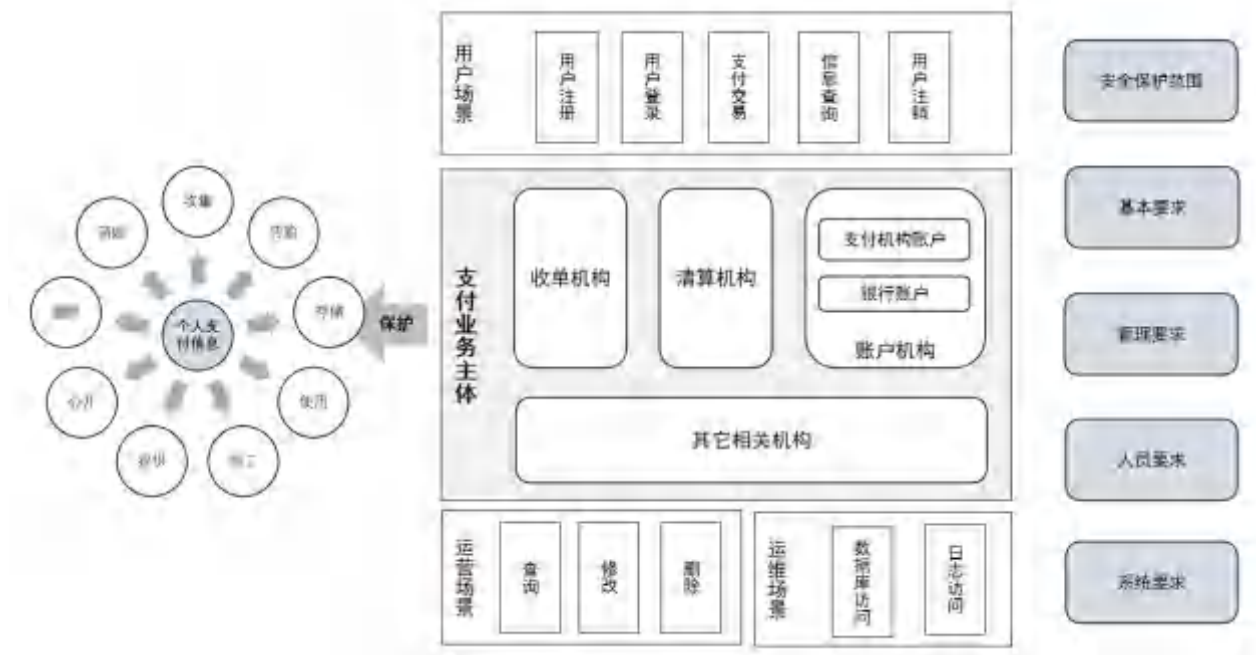 用户场景
用户注册
用户登录
支付交易
信息查询
用户注销
安全保护范围
收集
传输
存储
使用
提供
个人支付信息
保护
支付业务主体
收单机构
清算机构
支付机构账户
银行账户
账户机构
其它相关机构
基本要求
管理要求
人员要求
系统要求
运营场景
查询
修改
删除
运维场景
数据库访问
日志访问